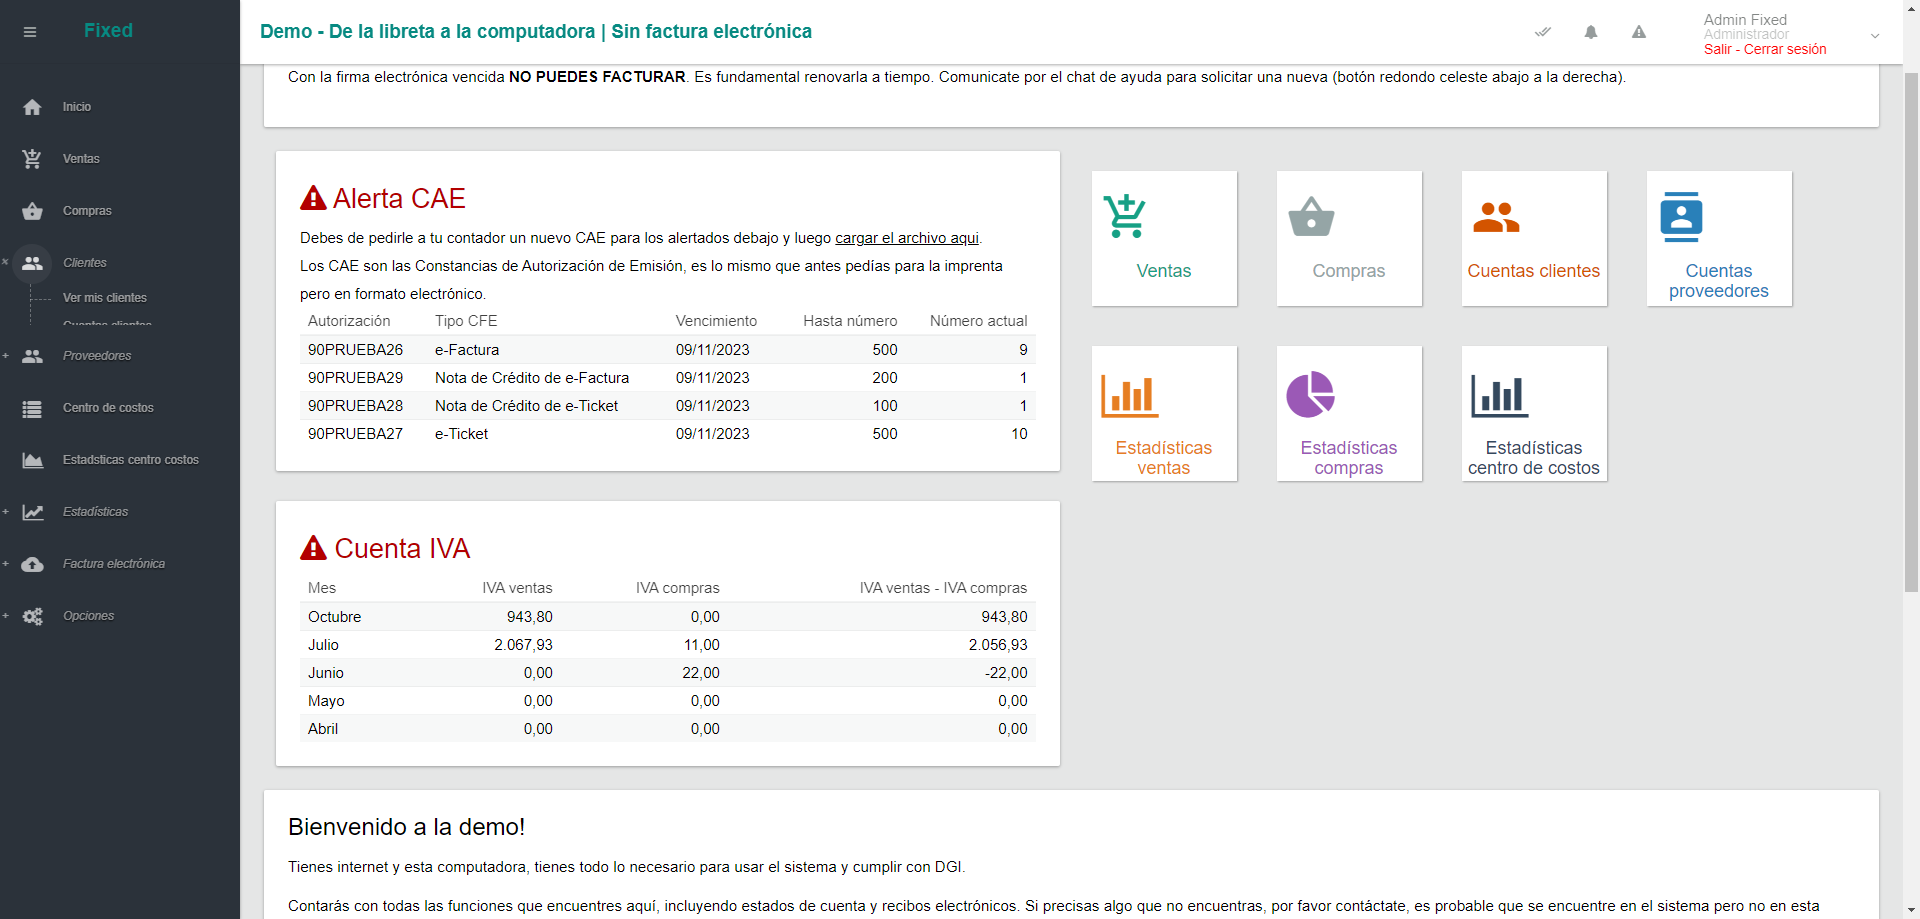 Fixed
Demo - De la libreta a la computadora | Sin factura electrónica
Admin Fixed
Administrador
Salir - Cerrar sesión
Inicio
Ventas
Compras
Clientes
Ver mis clientes
Cuentas clientes
Proveedores
Centro de costos
Estadsticas centro costos
Estadísticas
Factura electrónica
Opciones
Con la firma electrónica vencida NO PUEDES FACTURAR. Es fundamental renovarla a tiempo. Comunicate por el chat de ayuda para solicitar una nueva (botón redondo celeste abajo a la derecha).
Alerta CAE
Debes de pedirle a tu contador un nuevo CAE para los alertados debajo y luego cargar el archivo aqui.
Los CAE son las Constancias de Autorización de Emisión, es lo mismo que antes pedías para la imprenta
pero en formato electrónico.
Autorización Tipo CFE Vencimiento Hasta número Número actual
90PRUEBA26 e-Factura 09/11/2023 500 9
90PRUEBA29 Nota de Crédito de e-Factura 09/11/2023 200 1
90PRUEBA28 Nota de Crédito de e-Ticket 09/11/2023 100 1
90PRUEBA27 e-Ticket 09/11/2023 500 10
Ventas
Compras
Cuentas clientes
Cuentas
proveedores
Estadísticas
ventas
Estadísticas
compras
Estadísticas
centro de costos
Cuenta IVA
Mes IVA ventas IVA compras IVA ventas - IVA compras
Octubre 943,80 0,00 943,80
Julio 2.067,93 11,00 2.056,93
Junio 0,00 22,00 -22,00
Mayo 0,00 0,00 0,00
Abril 0,00 0,00 0,00
Bienvenido a la demo!
Tienes internet y esta computadora, tienes todo lo necesario para usar el sistema y cumplir con DGI.
Contarás con todas las funciones que encuentres aquí, incluyendo estados de cuenta y recibos electrónicos. Si precisas algo que no encuentras, por favor contáctate, es probable que se encuentre en el sistema pero no en esta